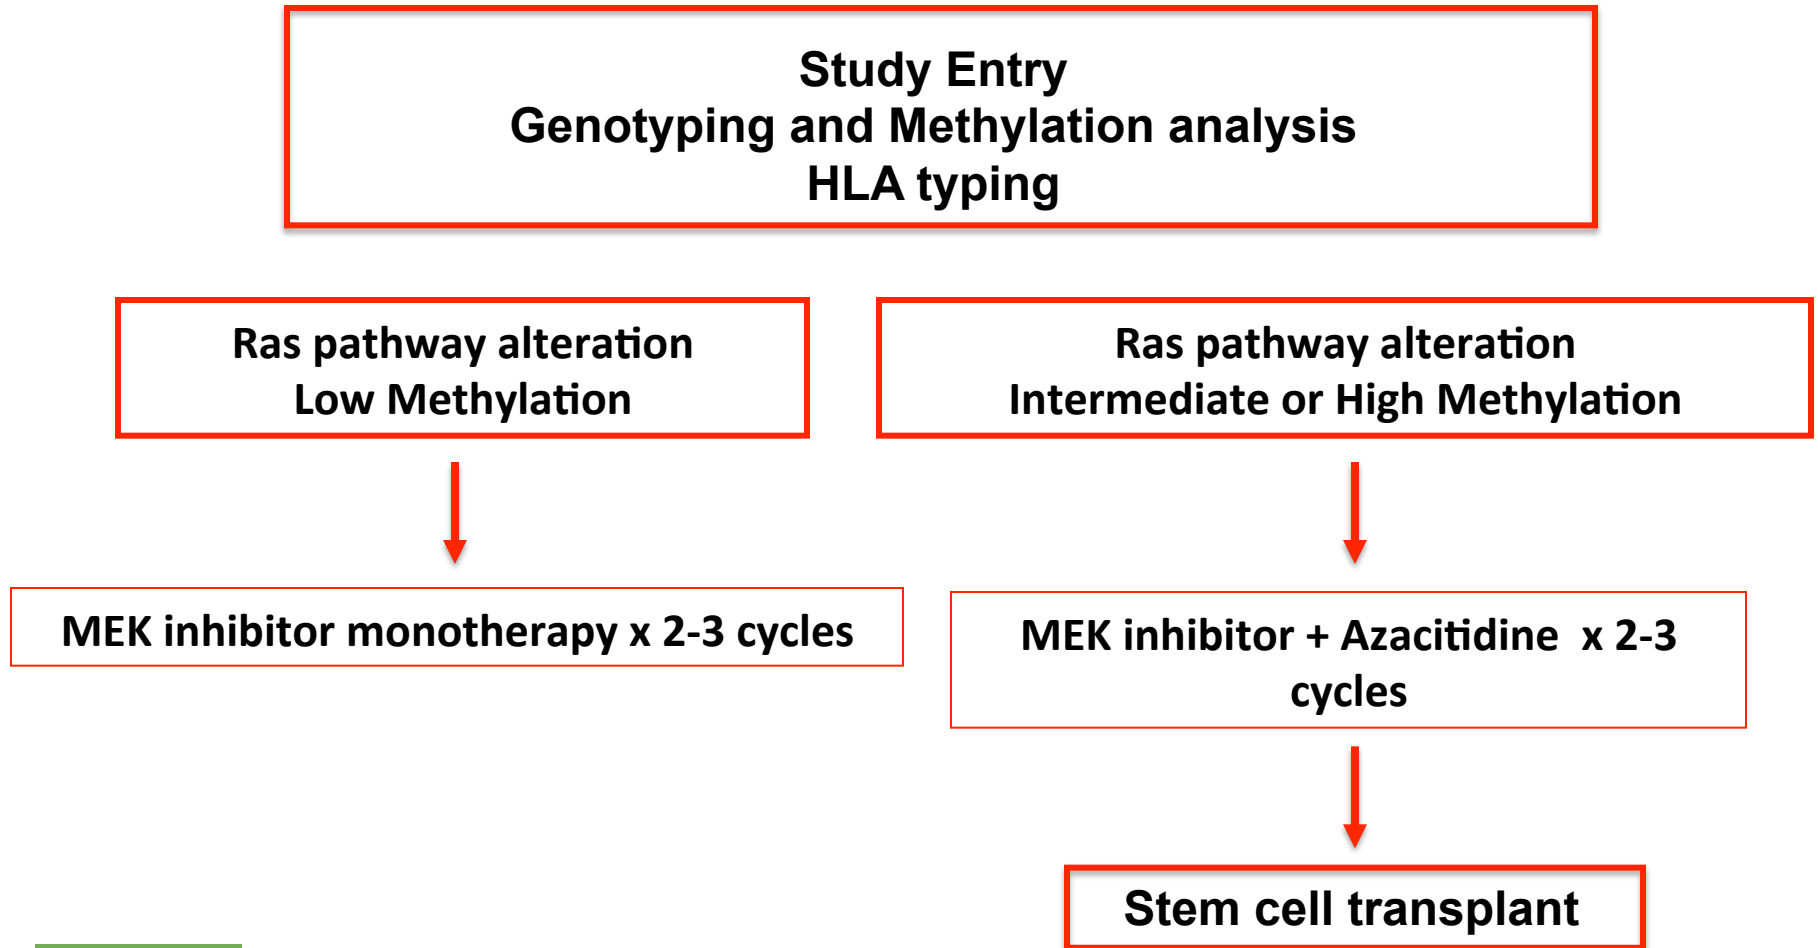 Study Entry
Genotyping and Methylation analysis
HLA typing
Ras pathway alteration
Low Methylation
Ras pathway alteration
Intermediate or High Methylation
MEK inhibitor monotherapy x 2-3 cycles
MEK inhibitor + Azacitidine  x 2-3
cycles
Stem cell transplant